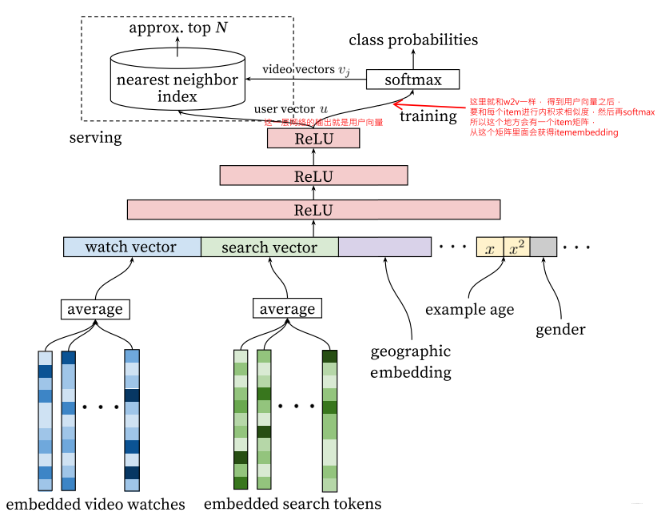 approx. top N
class probabilities
nearest neighbor
index
video vectors vⱼ
softmax
user vector u
这一层网络的输出就是用户向量
这里就和w2v一样，得到用户向量之后，
要和每个item进行内积求相似度，然后再softmax
所以这个地方会有一个item矩阵，
从这个矩阵里面会获得itemembedding
serving
training
ReLU
ReLU
ReLU
watch vector
search vector
...
x
x²
...
average
average
example age
gender
geographic
embedding
...
...
embedded video watches
embedded search tokens